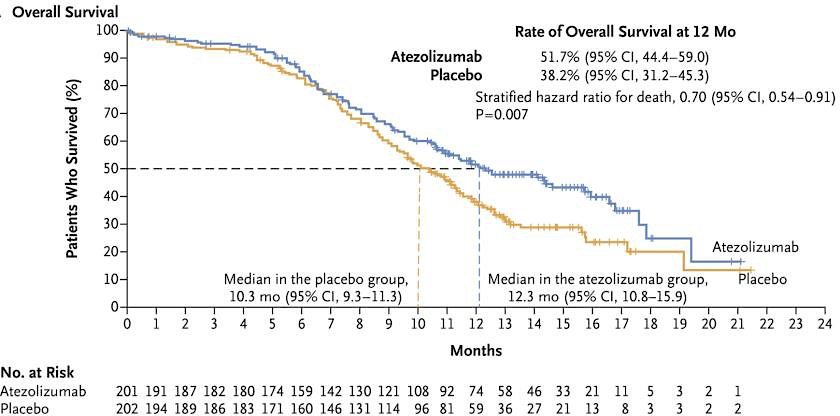 Overall Survival
Rate of Overall Survival at 12 Mo
Atezolizumab 51.7% (95% CI, 44.4–59.0)
Placebo 38.2% (95% CI, 31.2–45.3)
Stratified hazard ratio for death, 0.70 (95% CI, 0.54–0.91)
P=0.007
Patients Who Survived (%)
100
90
80
70
60
50
40
30
20
10
0
Atezolizumab
Placebo
Median in the placebo group,
10.3 mo (95% CI, 9.3–11.3)
Median in the atezolizumab group,
12.3 mo (95% CI, 10.8–15.9)
0 1 2 3 4 5 6 7 8 9 10 11 12 13 14 15 16 17 18 19 20 21 22 23 24
Months
No. at Risk
Atezolizumab 201 191 187 182 180 174 159 142 130 121 108 92 74 58 46 33 21 11 5 3 2 1
Placebo 202 194 189 186 183 171 160 146 131 114 96 81 59 36 27 21 13 8 3 3 2 2